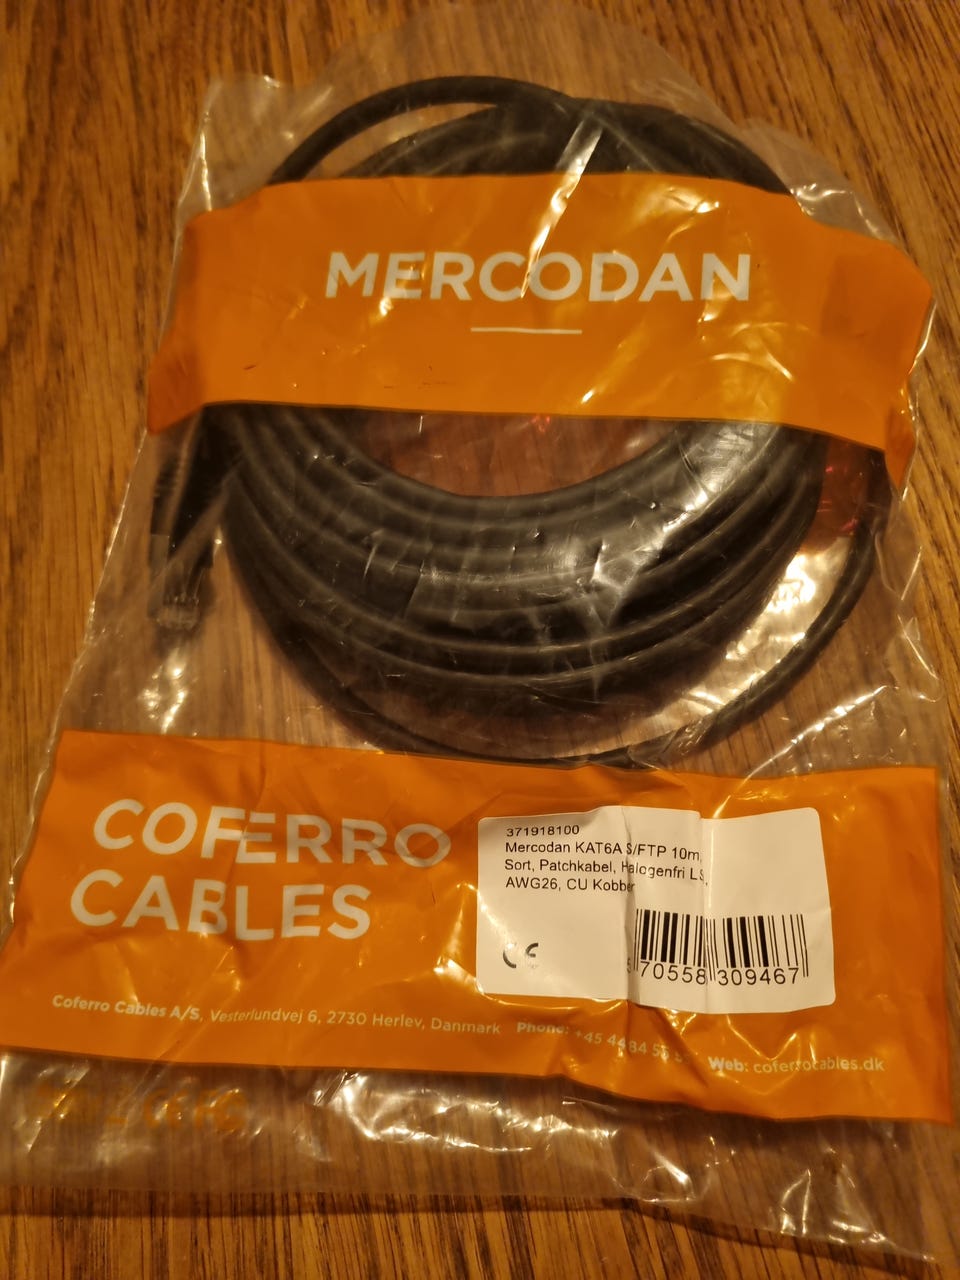 MERCODAN
COFERRO
CABLES
371918100
Mercodan KAT6A S/FTP 10m,
Sort, Patchkabel, Halogenfri
AWG26, CU Kobber
CE
70558 309467
Coferro Cables A/S, Vesterlundvej 6, 2730 Herlev, Danmark Phone: +45 4484 Web: coferrocables.dk